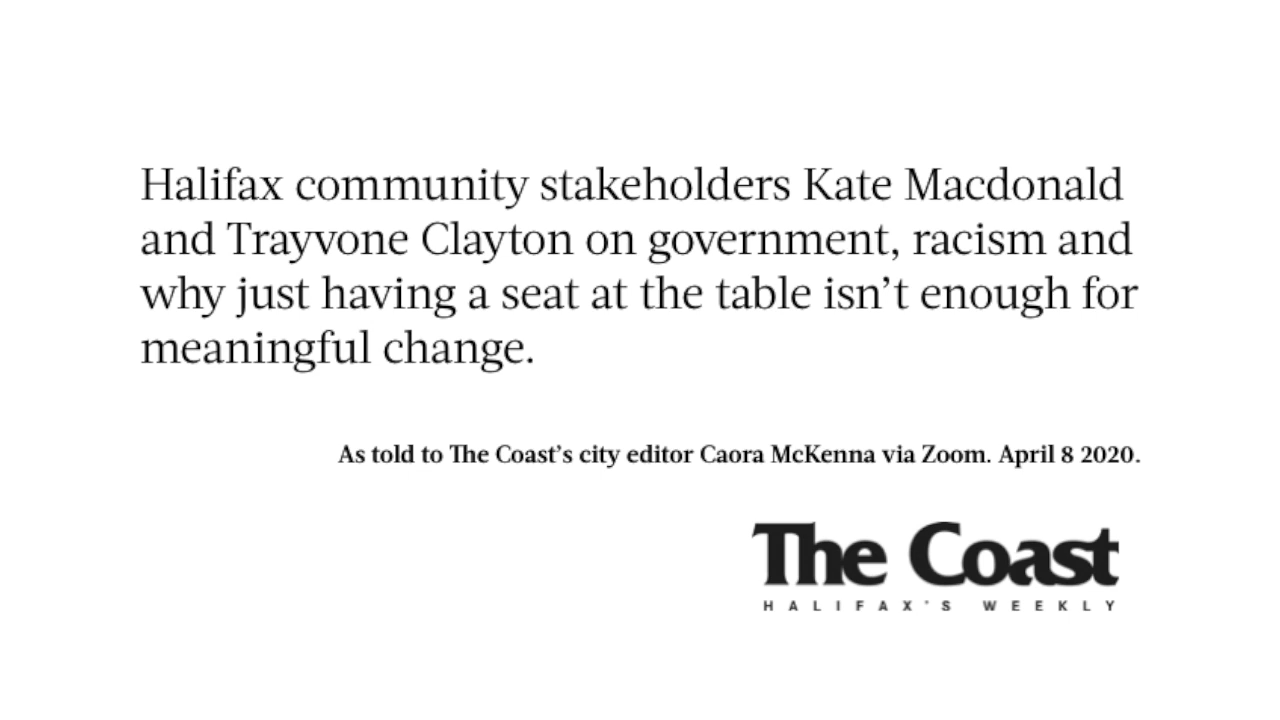 Halifax community stakeholders Kate Macdonald
and Trayvone Clayton on government, racism and
why just having a seat at the table isn’t enough for
meaningful change.
As told to The Coast’s city editor Caora McKenna via Zoom. April 8 2020.
The Coast
HALIFAX'S WEEKLY